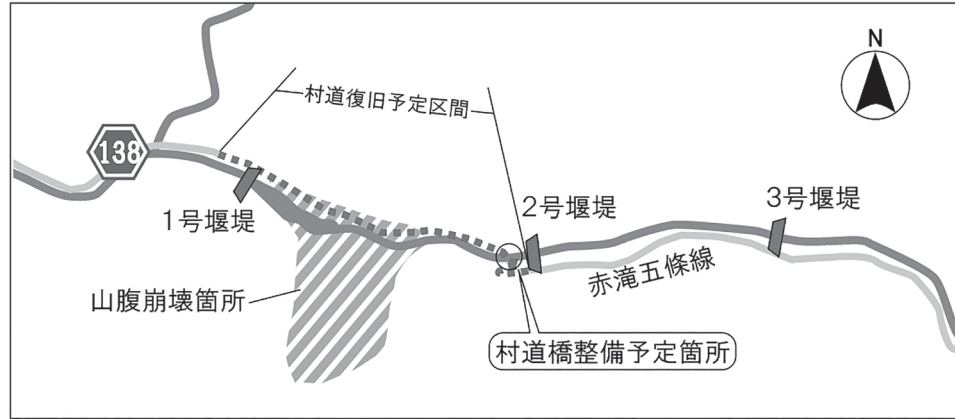 N
村道復旧予定区間
138
1号堰堤
2号堰堤
3号堰堤
赤滝五條線
山腹崩壊箇所
村道橋整備予定箇所